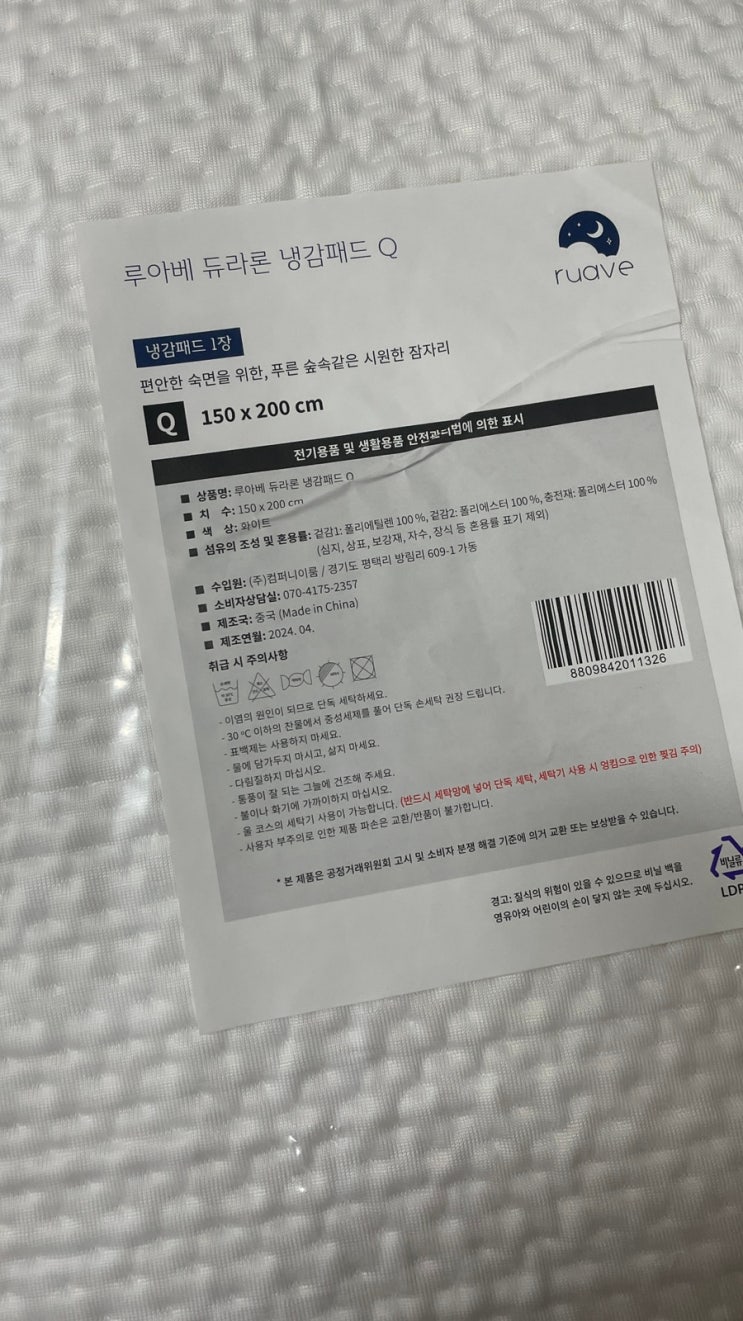 루아베 듀라론 냉감패드 Q
ruave
냉감패드 1장
편안한 숙면을 위한, 푸른 숲속같은 시원한 잠자리
Q 150 x 200 cm
전기용품 및 생활용품 안전관리법에 의한 표시
■ 상품명: 루아베 듀라론 냉감패드 Q
■ 치 수: 150 x 200 cm
■ 색 상: 화이트
■ 섬유의 조성 및 혼용률: 겉감1: 폴리에틸렌 100 %, 겉감2: 폴리에스터 100 %, 충전재: 폴리에스터 100 %
(심지, 상표, 보강재, 자수, 장식 등 혼용률 표기 제외)
■ 수입원: (주)컴퍼니이룸 / 경기도 평택리 방림리 609-1 가동
■ 소비자상담실: 070-4175-2357
■ 제조국: 중국 (Made in China)
■ 제조연월: 2024. 04.
취급 시 주의사항
8809842011326
- 이염의 원인이 되므로 단독 세탁하세요.
- 30 ℃ 이하의 찬물에서 중성세제를 풀어 단독 손세탁 권장 드립니다.
- 표백제는 사용하지 마세요.
- 물에 담가두지 마시고, 삶지 마세요.
- 다림질하지 마십시오.
- 통풍이 잘 되는 그늘에 건조해 주세요.
- 불이나 화기에 가까이하지 마십시오.
- 울 코스의 세탁기 사용이 가능합니다. (반드시 세탁망에 넣어 단독 세탁, 세탁기 사용 시 엉킴으로 인한 찢김 주의)
- 사용자 부주의로 인한 제품 파손은 교환/반품이 불가합니다.
* 본 제품은 공정거래위원회 고시 및 소비자 분쟁 해결 기준에 의거 교환 또는 보상받을 수 있습니다.
경고: 질식의 위험이 있을 수 있으므로 비닐 백을
영유아와 어린이의 손이 닿지 않는 곳에 두십시오.
비닐류